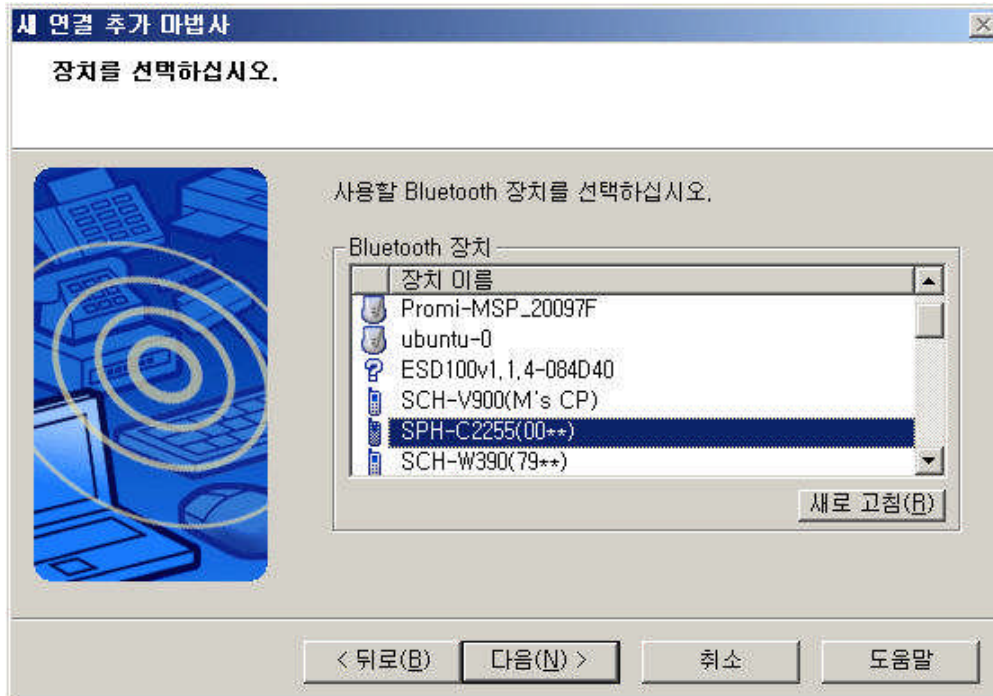 새 연결 추가 마법사
장치를 선택하십시오.
사용할 Bluetooth 장치를 선택하십시오.
Bluetooth 장치
장치 이름
Promi-MSP_20097F
ubuntu-0
ESD100v1.1.4-084D40
SCH-V900(M's CP)
SPH-C2255(00**)
SCH-W390(79**)
새로 고침(R)
< 뒤로(B) 다음(N) > 취소 도움말